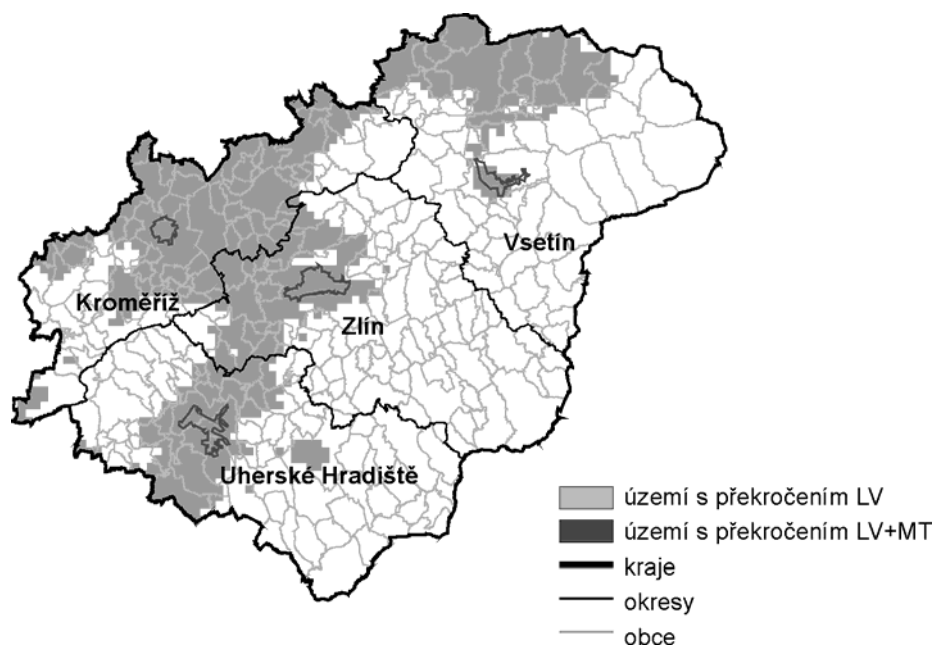 Vsetín
Kroměříž
Zlín
Uherské Hradiště
území s překročením LV
území s překročením LV+MT
kraje
okresy
obce